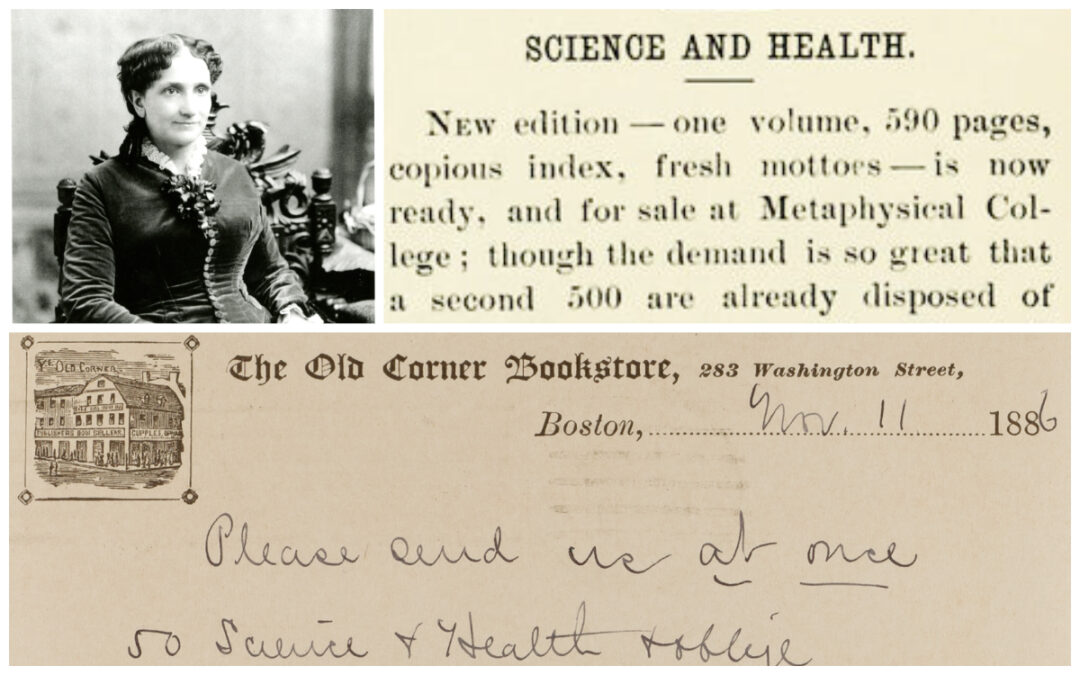 SCIENCE AND HEALTH.
NEW edition — one volume, 590 pages,
copious index, fresh mottoes — is now
ready, and for sale at Metaphysical Col-
lege ; though the demand is so great that
a second 500 are already disposed of
Ye OLD CORNER
The Old Corner Bookstore, 283 Washington Street,
Boston, Nov. 11 1886
Please send us at once
50 Science & Health & oblige